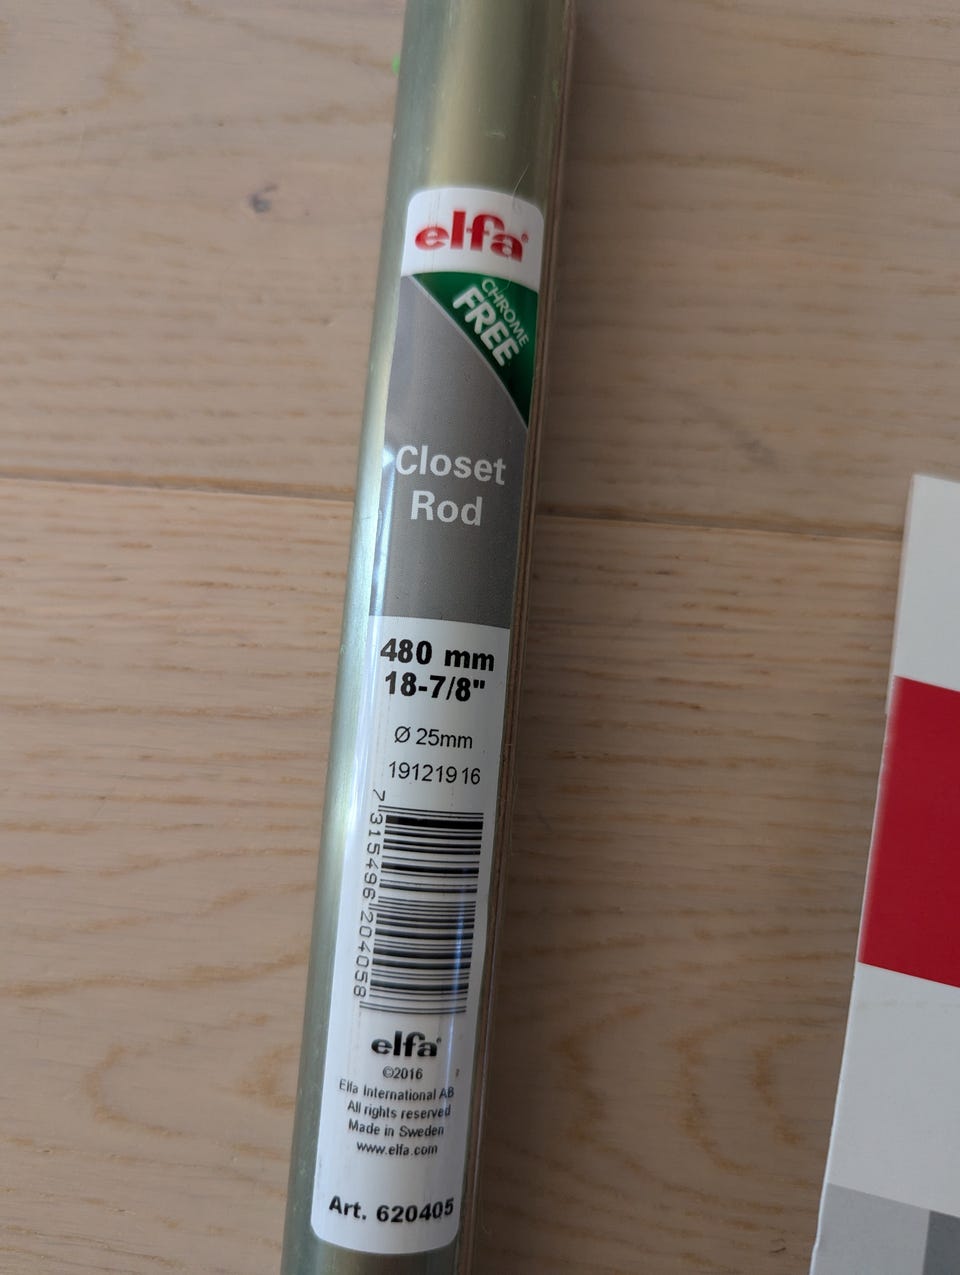 elfa®
CHROME
FREE
Closet
Rod
480 mm
18-7/8"
Ø 25mm
19121916
7 315496 204058
elfa®
©2016
Elfa International AB
All rights reserved
Made in Sweden
www.elfa.com
Art. 620405